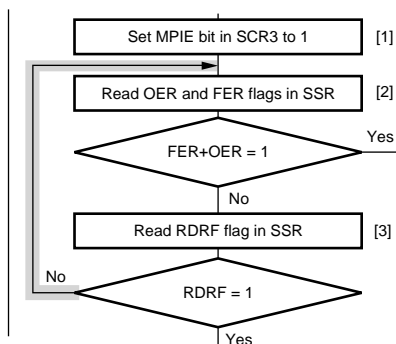 Set MPIE bit in SCR3 to 1 [1]
Read OER and FER flags in SSR [2]
Yes
FER+OER = 1
No
Read RDRF flag in SSR [3]
No
RDRF = 1
Yes